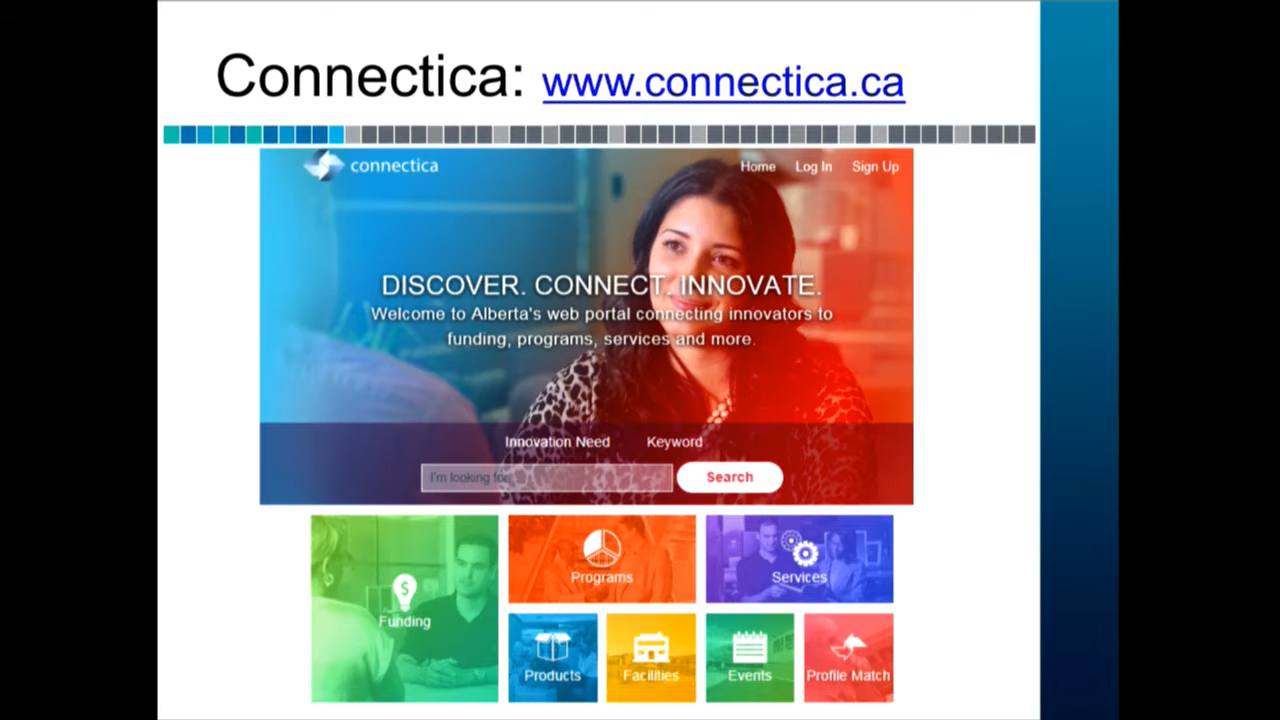 Connectica: www.connectica.ca
connectica Home Log In Sign Up
DISCOVER. CONNECT. INNOVATE.
Welcome to Alberta's web portal connecting innovators to
funding, programs, services and more.
Innovation Need Keyword
I'm looking for... Search
Programs
Services
Funding
Products
Facilities
Events
Profile Match